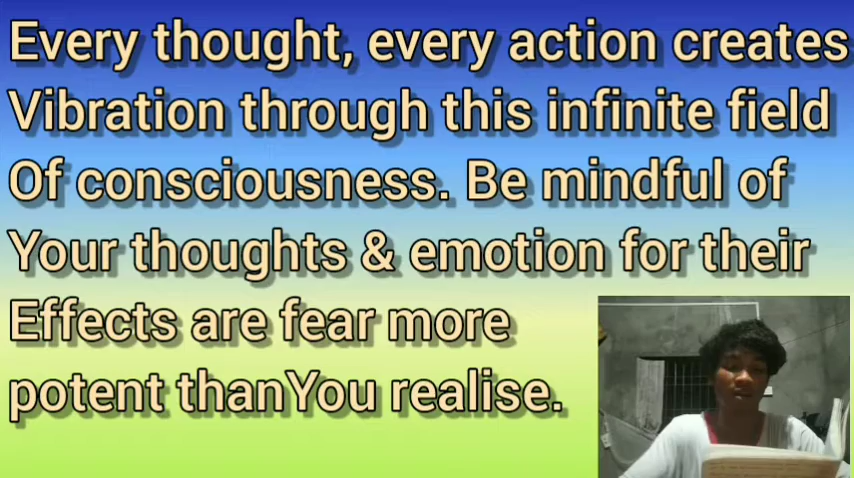 Every thought, every action creates
Vibration through this infinite field
Of consciousness. Be mindful of
Your thoughts & emotion for their
Effects are fear more
potent thanYou realise.